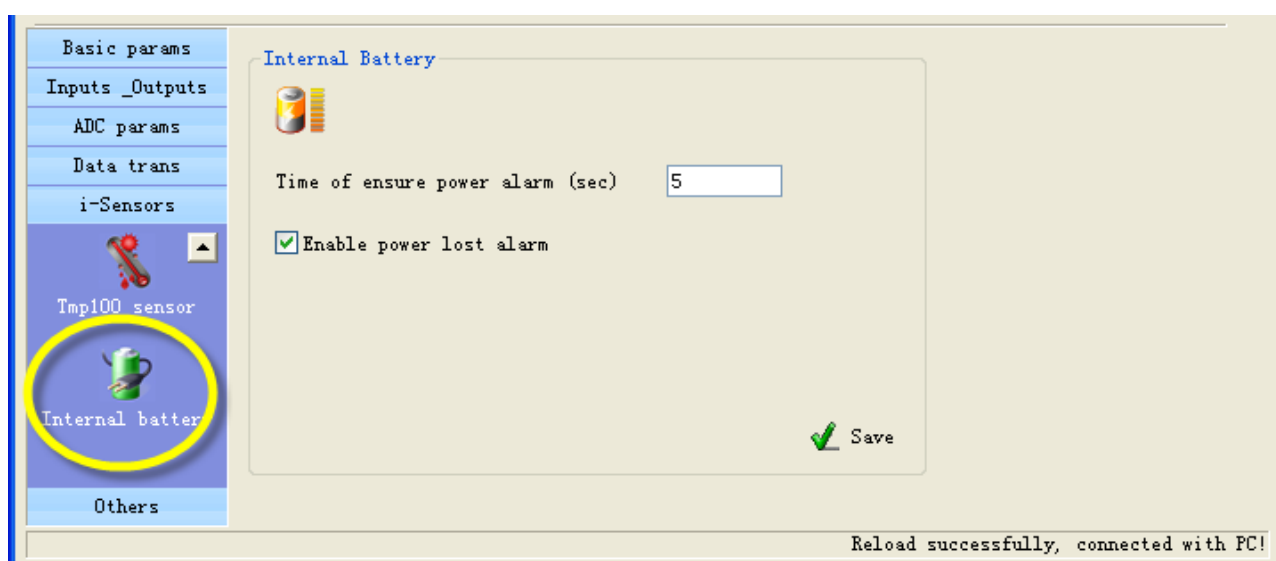 Basic params
Inputs _Outputs
ADC params
Data trans
i-Sensors
Tmp100 sensor
Internal batter
Others
Internal Battery
Time of ensure power alarm (sec) 5
Enable power lost alarm
Save
Reload successfully, connected with PC!